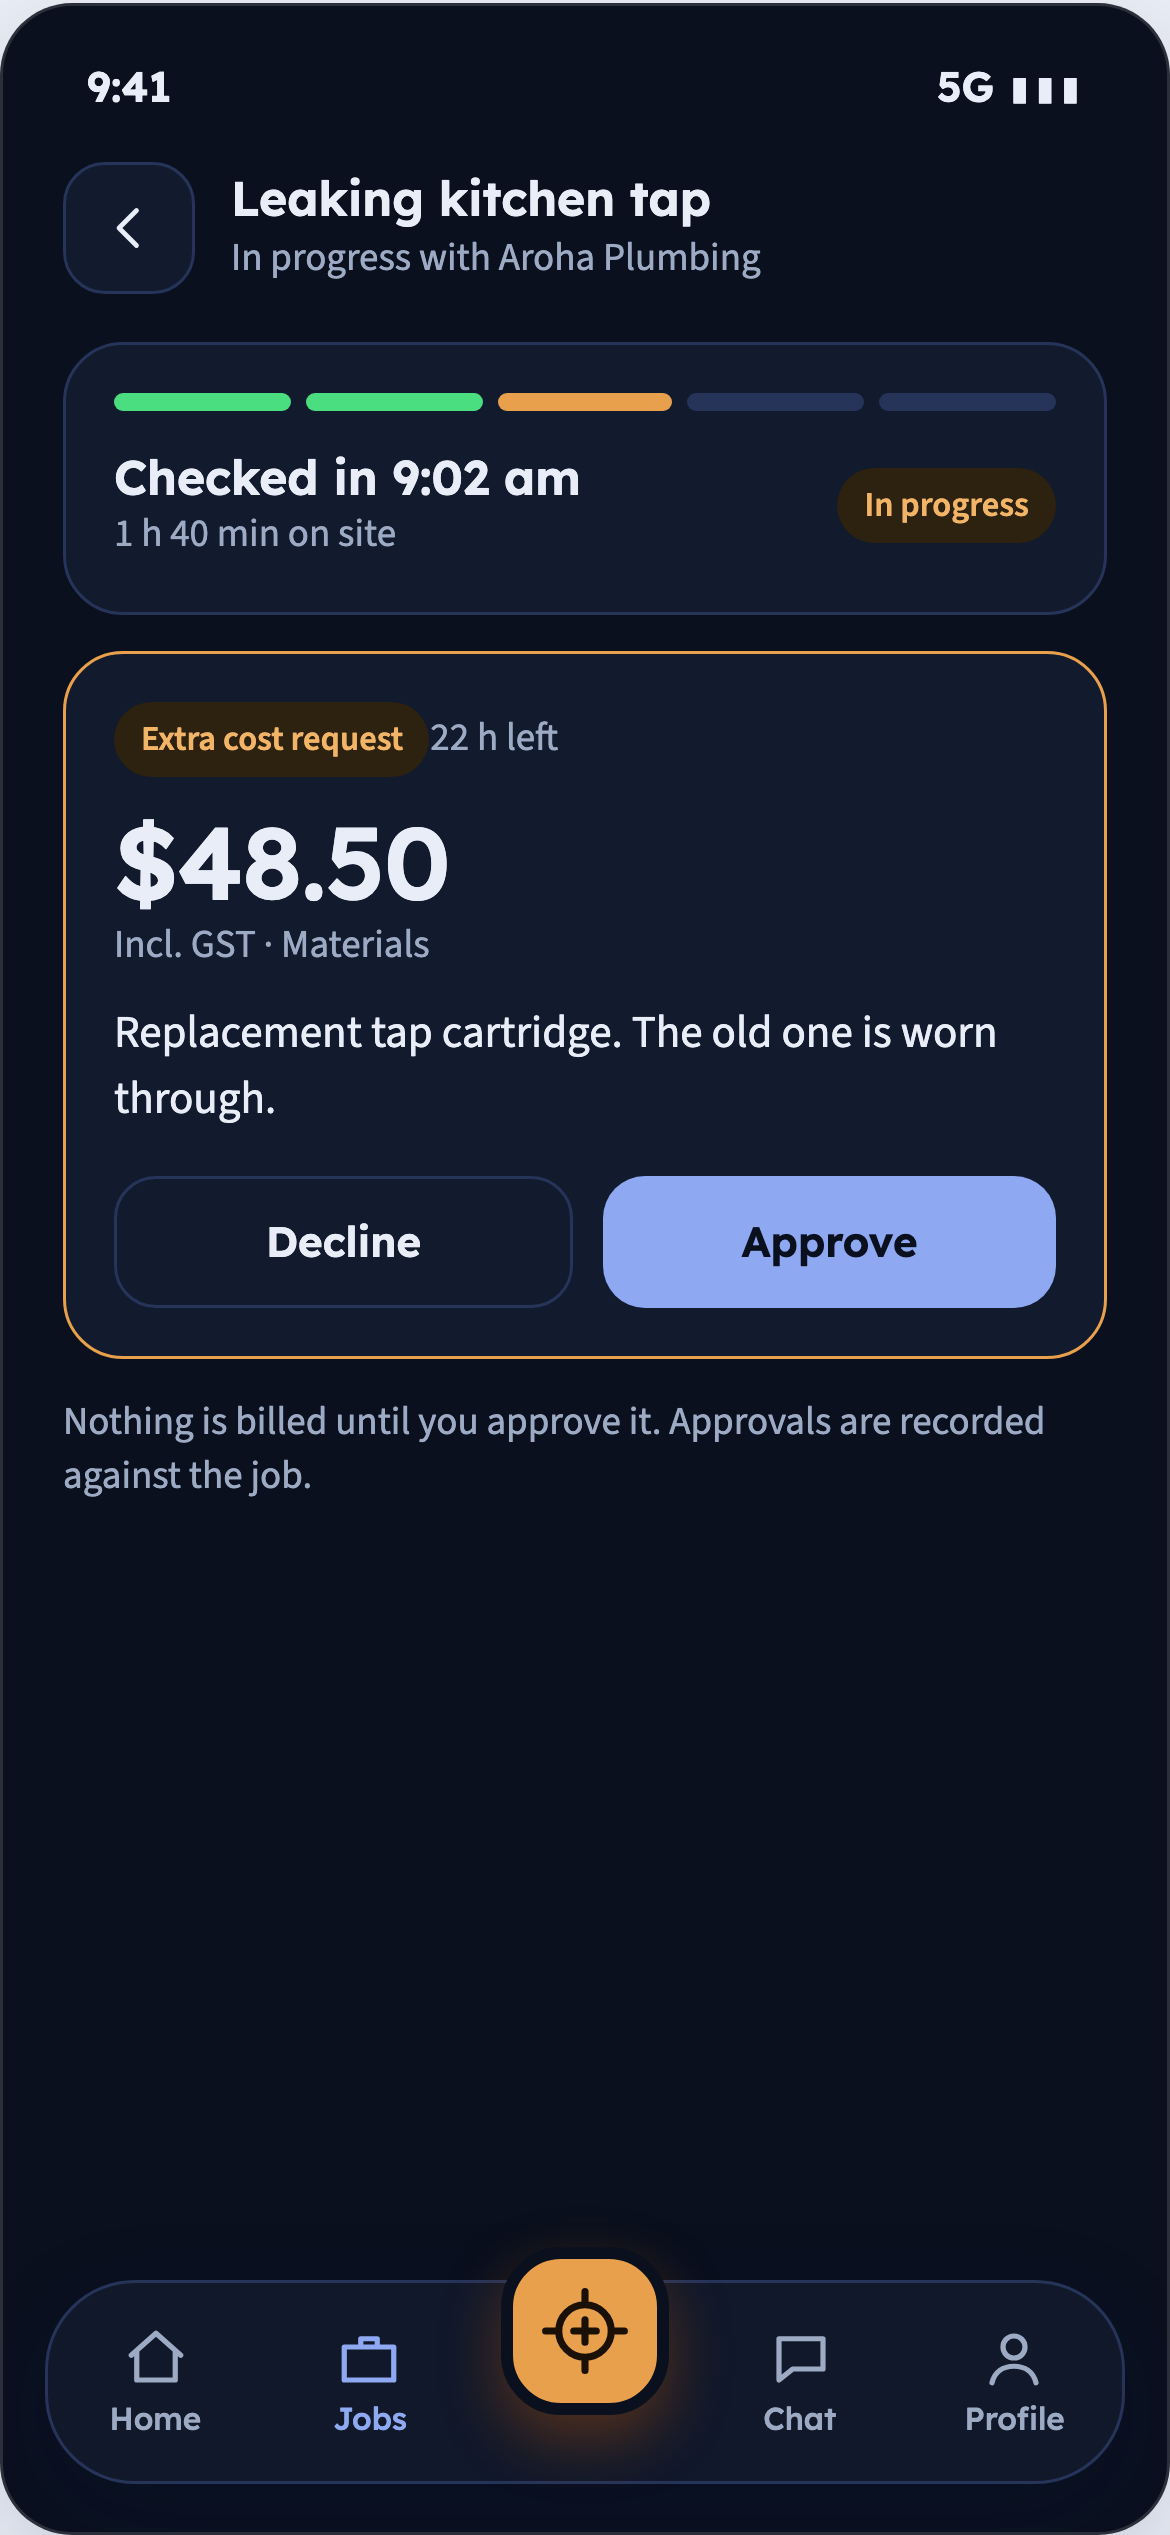 9:41
5G
Leaking kitchen tap
In progress with Aroha Plumbing
Checked in 9:02 am
1 h 40 min on site
In progress
Extra cost request 22 h left
$48.50
Incl. GST · Materials
Replacement tap cartridge. The old one is worn
through.
Decline
Approve
Nothing is billed until you approve it. Approvals are recorded
against the job.
Home
Jobs
Chat
Profile